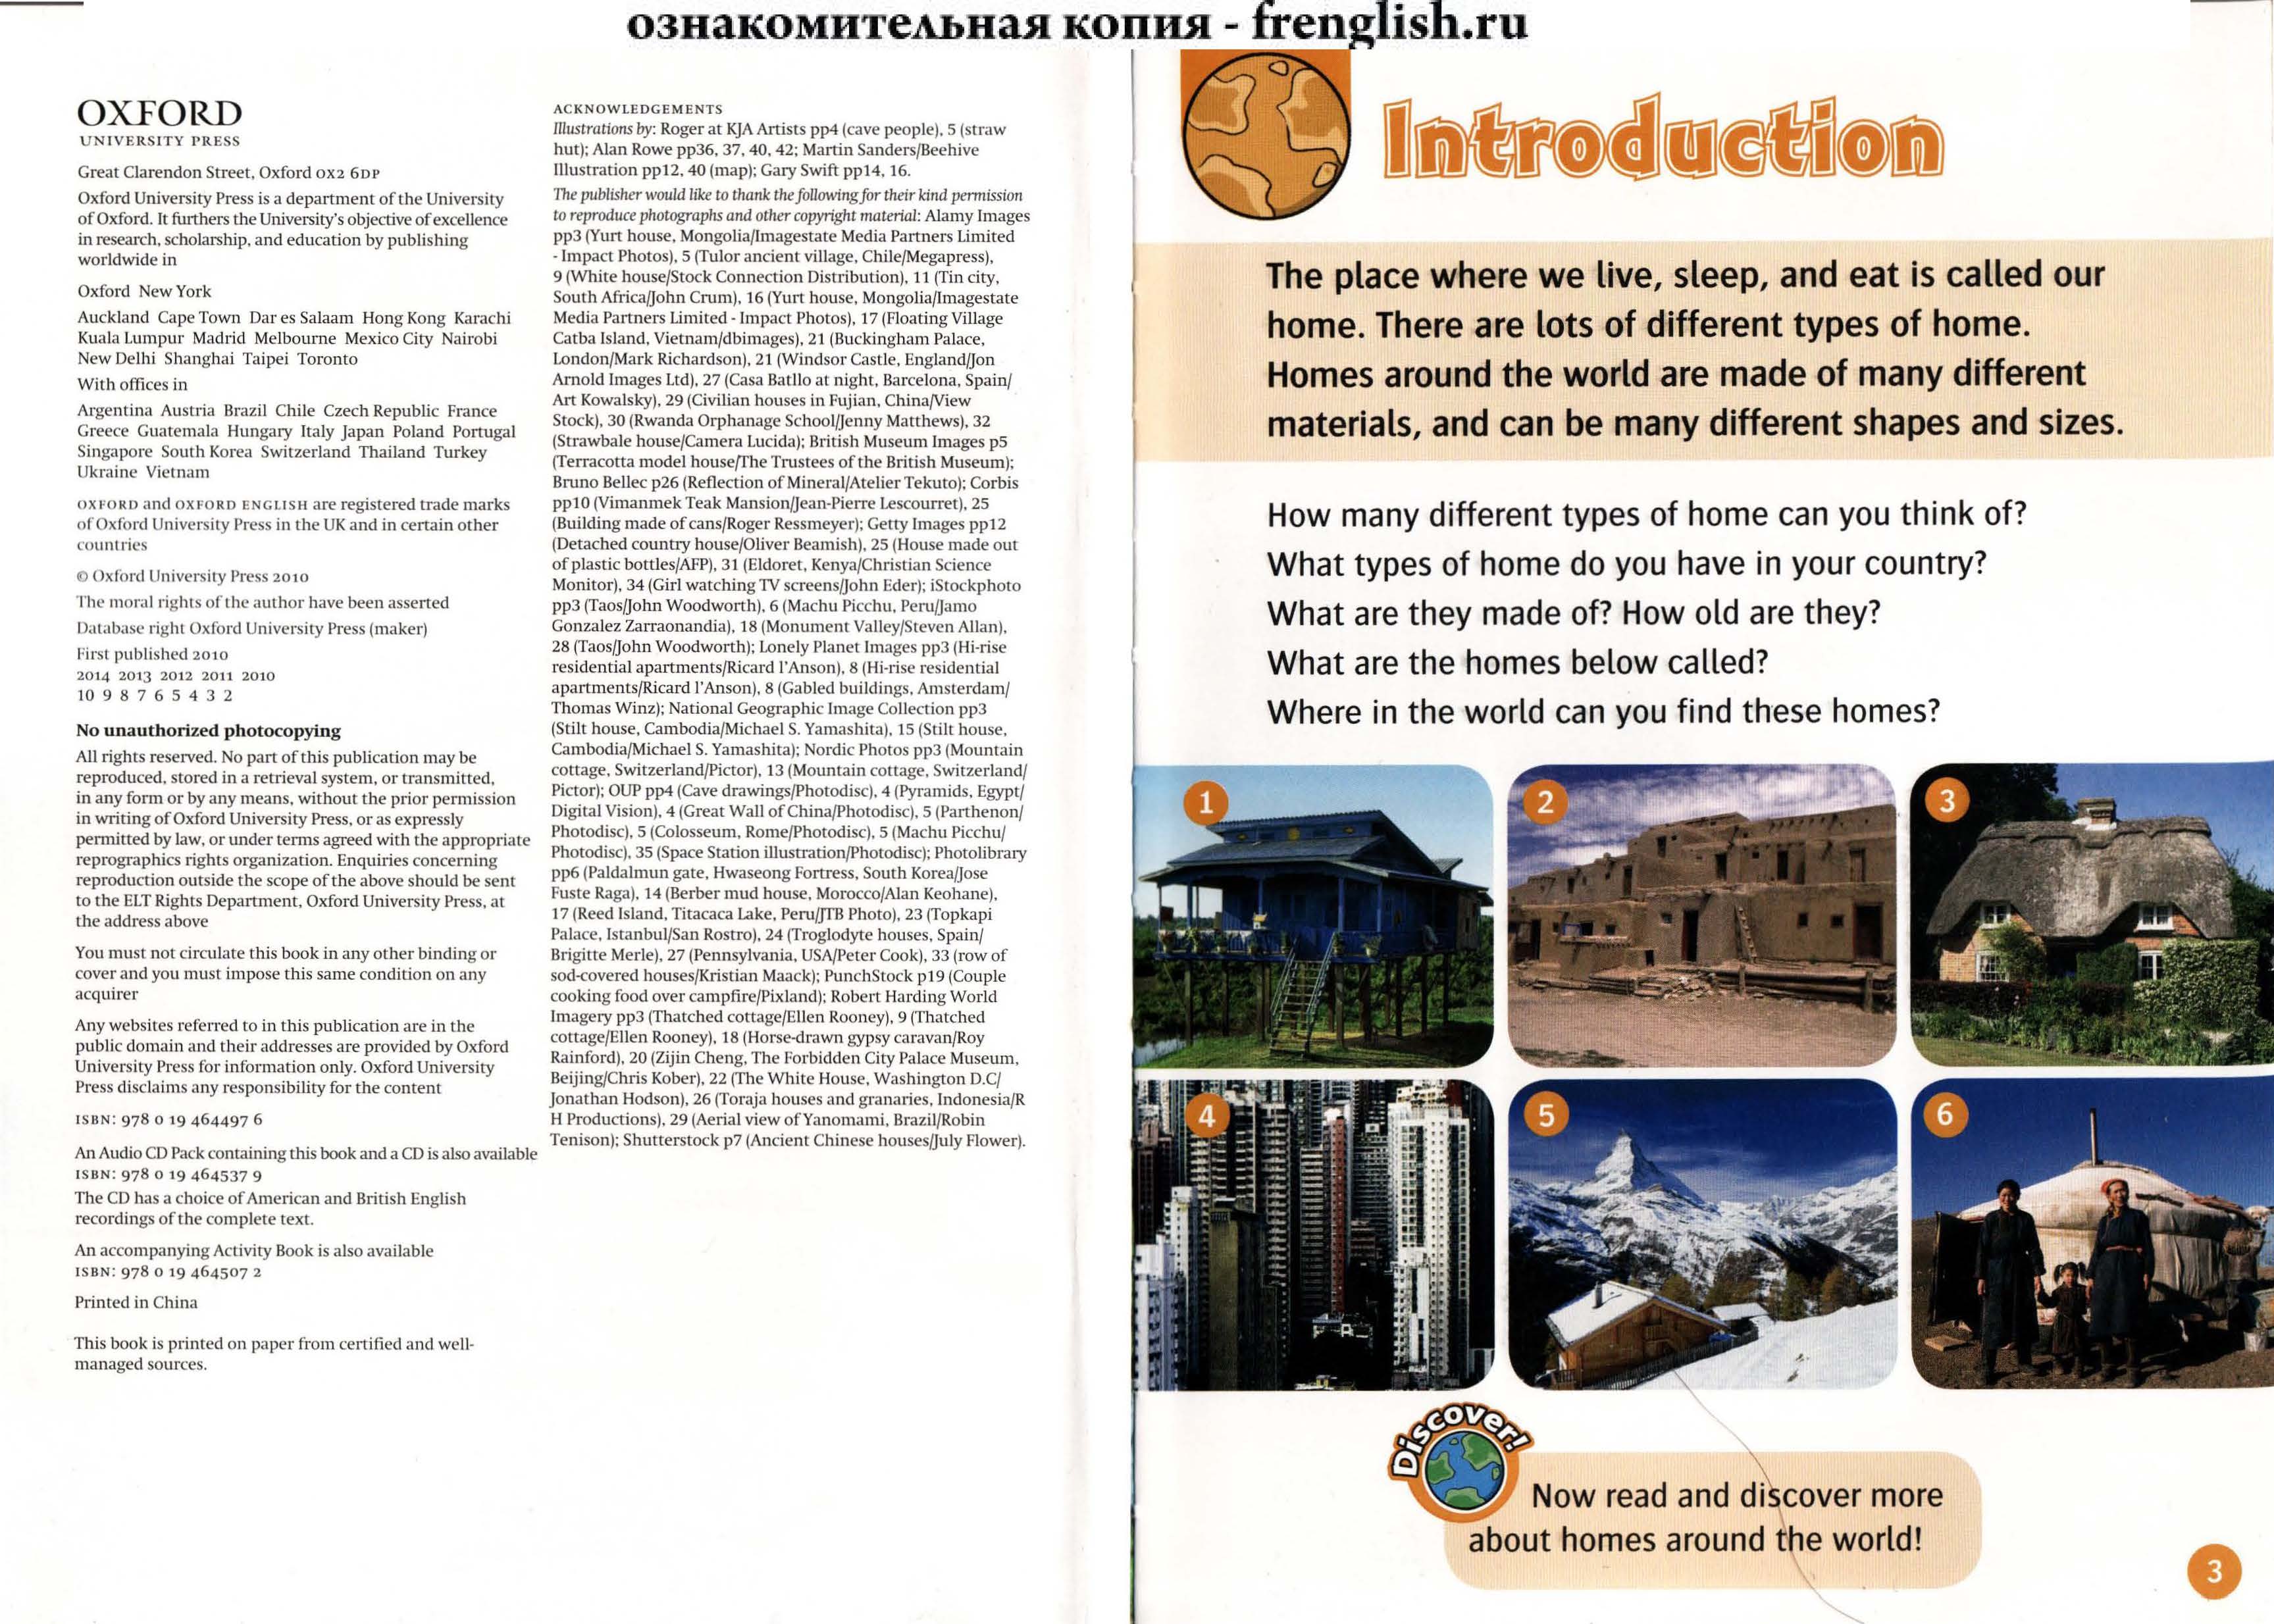 ознакомительная копия - frenglish.ru
OXFORD
UNIVERSITY PRESS
Great Clarendon Street, Oxford OX2 6DP
Oxford University Press is a department of the University
of Oxford. It furthers the University's objective of excellence
in research, scholarship, and education by publishing
worldwide in
Oxford New York
Auckland Cape Town Dar es Salaam Hong Kong Karachi
Kuala Lumpur Madrid Melbourne Mexico City Nairobi
New Delhi Shanghai Taipei Toronto
With offices in
Argentina Austria Brazil Chile Czech Republic France
Greece Guatemala Hungary Italy Japan Poland Portugal
Singapore South Korea Switzerland Thailand Turkey
Ukraine Vietnam
OXFORD and OXFORD ENGLISH are registered trade marks
of Oxford University Press in the UK and in certain other
countries
© Oxford University Press 2010
The moral rights of the author have been asserted
Database right Oxford University Press (maker)
First published 2010
2014 2013 2012 2011 2010
10 9 8 7 6 5 4 3 2
No unauthorized photocopying
All rights reserved. No part of this publication may be
reproduced, stored in a retrieval system, or transmitted,
in any form or by any means, without the prior permission
in writing of Oxford University Press, or as expressly
permitted by law, or under terms agreed with the appropriate
reprographics rights organization. Enquiries concerning
reproduction outside the scope of the above should be sent
to the ELT Rights Department, Oxford University Press, at
the address above
You must not circulate this book in any other binding or
cover and you must impose this same condition on any
acquirer
Any websites referred to in this publication are in the
public domain and their addresses are provided by Oxford
University Press for information only. Oxford University
Press disclaims any responsibility for the content
ISBN: 978 0 19 464497 6
An Audio CD Pack containing this book and a CD is also available
ISBN: 978 0 19 464537 9
The CD has a choice of American and British English
recordings of the complete text.
An accompanying Activity Book is also available
ISBN: 978 0 19 464507 2
Printed in China
This book is printed on paper from certified and well-
managed sources.
ACKNOWLEDGEMENTS
Illustrations by: Roger at KJA Artists pp4 (cave people), 5 (straw
hut); Alan Rowe pp36, 37, 40, 42; Martin Sanders/Beehive
Illustration pp12, 40 (map); Gary Swift pp14, 16.
The publisher would like to thank the following for their kind permission
to reproduce photographs and other copyright material: Alamy Images
pp3 (Yurt house, Mongolia/Imagestate Media Partners Limited
- Impact Photos), 5 (Tulor ancient village, Chile/Megapress),
9 (White house/Stock Connection Distribution), 11 (Tin city,
South Africa/John Crum), 16 (Yurt house, Mongolia/Imagestate
Media Partners Limited - Impact Photos), 17 (Floating Village
Catba Island, Vietnam/dbimages), 21 (Buckingham Palace,
London/Mark Richardson), 21 (Windsor Castle, England/Jon
Arnold Images Ltd), 27 (Casa Batllo at night, Barcelona, Spain/
Art Kowalsky), 29 (Civilian houses in Fujian, China/View
Stock), 30 (Rwanda Orphanage School/Jenny Matthews), 32
(Strawbale house/Camera Lucida); British Museum Images p5
(Terracotta model house/The Trustees of the British Museum);
Bruno Bellec p26 (Reflection of Mineral/Atelier Tekuto); Corbis
pp10 (Vimanmek Teak Mansion/Jean-Pierre Lescourret), 25
(Building made of cans/Roger Ressmeyer); Getty Images pp12
(Detached country house/Oliver Beamish), 25 (House made out
of plastic bottles/AFP), 31 (Eldoret, Kenya/Christian Science
Monitor), 34 (Girl watching TV screens/John Eder); iStockphoto
pp3 (Taos/John Woodworth), 6 (Machu Picchu, Peru/Jamo
Gonzalez Zarraonandia), 18 (Monument Valley/Steven Allan),
28 (Taos/John Woodworth); Lonely Planet Images pp3 (Hi-rise
residential apartments/Ricard l'Anson), 8 (Hi-rise residential
apartments/Ricard l'Anson), 8 (Gabled buildings, Amsterdam/
Thomas Winz); National Geographic Image Collection pp3
(Stilt house, Cambodia/Michael S. Yamashita), 15 (Stilt house,
Cambodia/Michael S. Yamashita); Nordic Photos pp3 (Mountain
cottage, Switzerland/Pictor), 13 (Mountain cottage, Switzerland/
Pictor); OUP pp4 (Cave drawings/Photodisc), 4 (Pyramids, Egypt/
Digital Vision), 4 (Great Wall of China/Photodisc), 5 (Parthenon/
Photodisc), 5 (Colosseum, Rome/Photodisc), 5 (Machu Picchu/
Photodisc), 35 (Space Station illustration/Photodisc); Photolibrary
pp6 (Paldalmun gate, Hwaseong Fortress, South Korea/Jose
Fuste Raga), 14 (Berber mud house, Morocco/Alan Keohane),
17 (Reed Island, Titacaca Lake, Peru/JTB Photo), 23 (Topkapi
Palace, Istanbul/San Rostro), 24 (Troglodyte houses, Spain/
Brigitte Merle), 27 (Pennsylvania, USA/Peter Cook), 33 (row of
sod-covered houses/Kristian Maack); PunchStock p19 (Couple
cooking food over campfire/Pixland); Robert Harding World
Imagery pp3 (Thatched cottage/Ellen Rooney), 9 (Thatched
cottage/Ellen Rooney), 18 (Horse-drawn gypsy caravan/Roy
Rainford), 20 (Zijin Cheng, The Forbidden City Palace Museum,
Beijing/Chris Kober), 22 (The White House, Washington D.C/
Jonathan Hodson), 26 (Toraja houses and granaries, Indonesia/R
H Productions), 29 (Aerial view of Yanomami, Brazil/Robin
Tenison); Shutterstock p7 (Ancient Chinese houses/July Flower).
Introduction
The place where we live, sleep, and eat is called our
home. There are lots of different types of home.
Homes around the world are made of many different
materials, and can be many different shapes and sizes.
How many different types of home can you think of?
What types of home do you have in your country?
What are they made of? How old are they?
What are the homes below called?
Where in the world can you find these homes?
1
2
3
4
5
6
Discover!
Now read and discover more
about homes around the world!
3